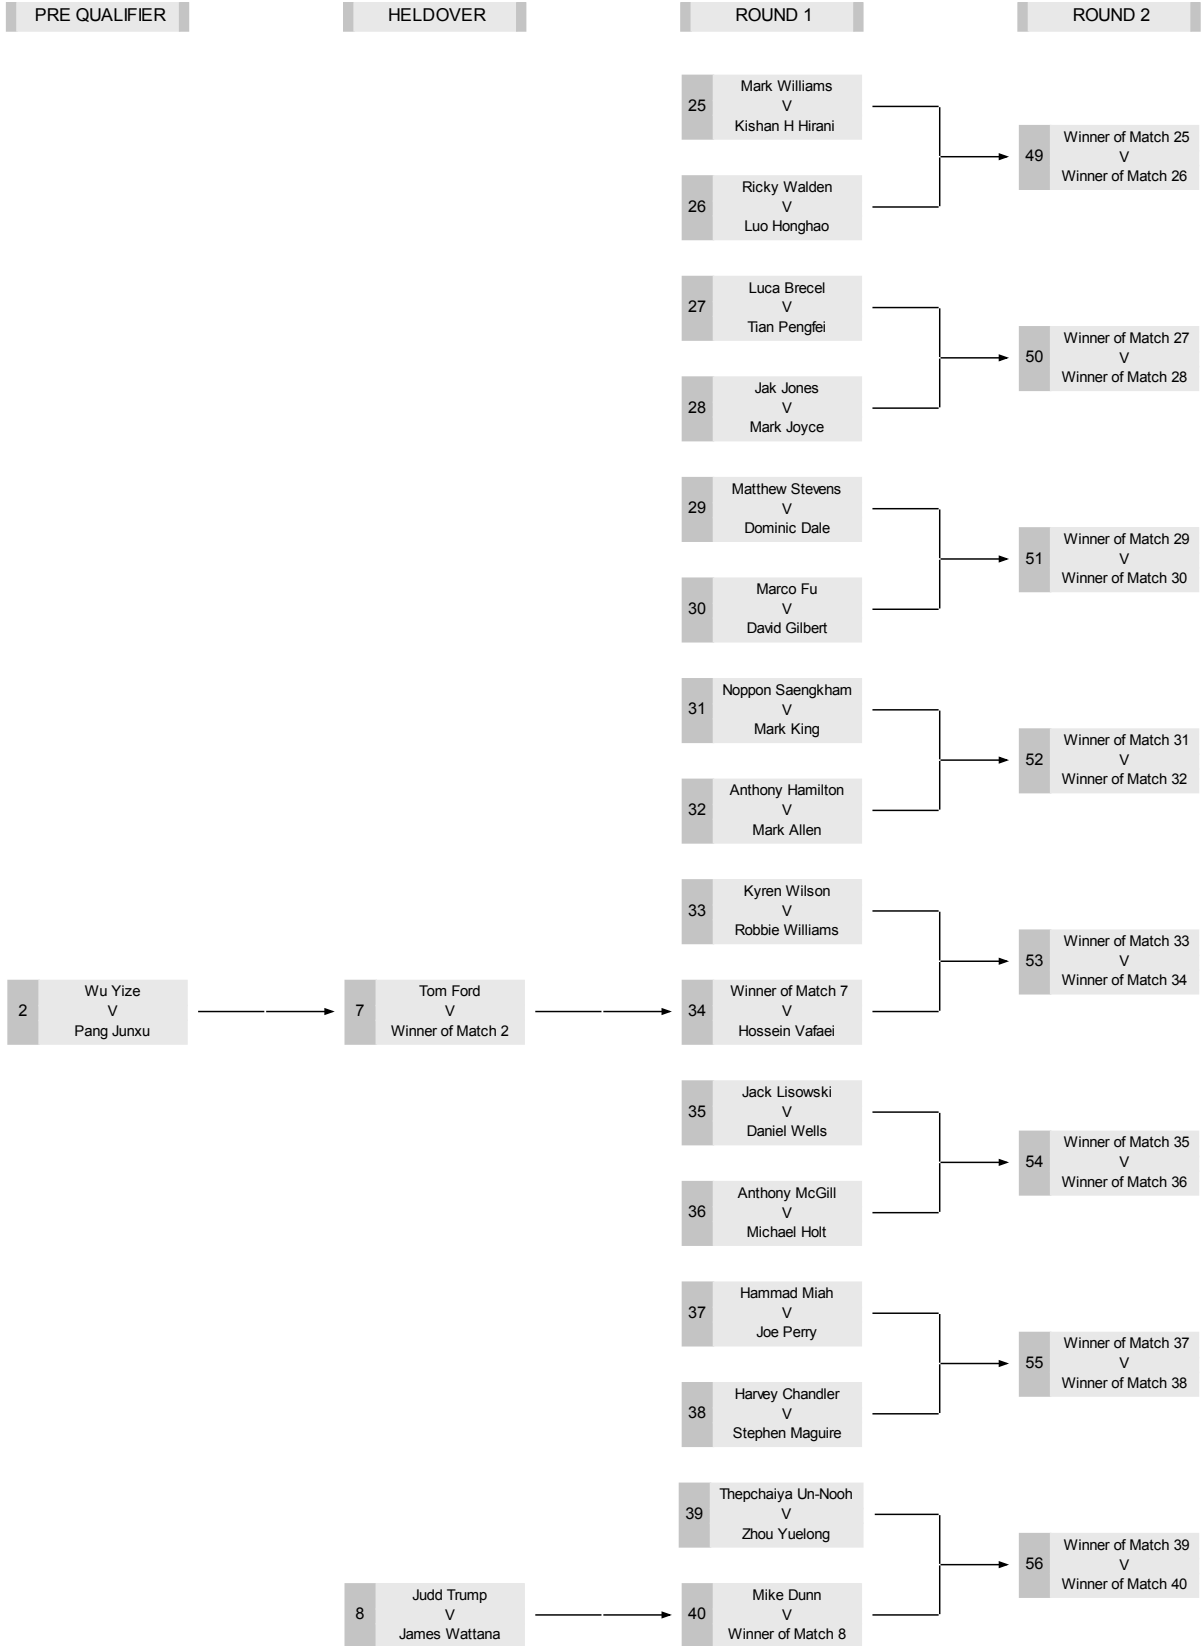 PRE QUALIFIER
HELDOVER
ROUND 1
ROUND 2
25
Mark Williams
V
Kishan H Hirani
26
Ricky Walden
V
Luo Honghao
49
Winner of Match 25
V
Winner of Match 26
27
Luca Brecel
V
Tian Pengfei
28
Jak Jones
V
Mark Joyce
50
Winner of Match 27
V
Winner of Match 28
29
Matthew Stevens
V
Dominic Dale
30
Marco Fu
V
David Gilbert
51
Winner of Match 29
V
Winner of Match 30
31
Noppon Saengkham
V
Mark King
32
Anthony Hamilton
V
Mark Allen
52
Winner of Match 31
V
Winner of Match 32
33
Kyren Wilson
V
Robbie Williams
2
Wu Yize
V
Pang Junxu
7
Tom Ford
V
Winner of Match 2
34
Winner of Match 7
V
Hossein Vafaei
53
Winner of Match 33
V
Winner of Match 34
35
Jack Lisowski
V
Daniel Wells
36
Anthony McGill
V
Michael Holt
54
Winner of Match 35
V
Winner of Match 36
37
Hammad Miah
V
Joe Perry
38
Harvey Chandler
V
Stephen Maguire
55
Winner of Match 37
V
Winner of Match 38
39
Thepchaiya Un-Nooh
V
Zhou Yuelong
8
Judd Trump
V
James Wattana
40
Mike Dunn
V
Winner of Match 8
56
Winner of Match 39
V
Winner of Match 40